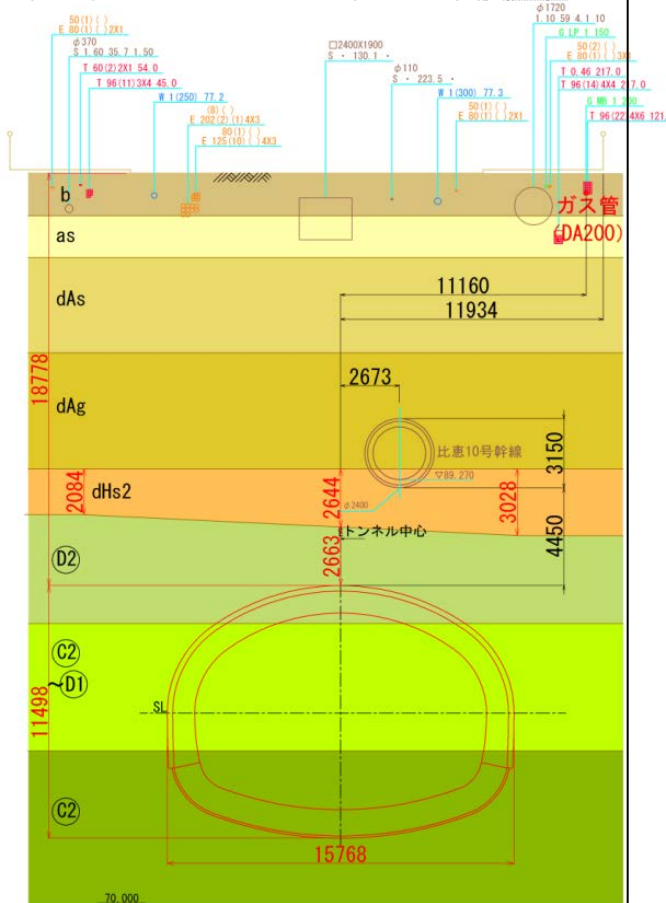 φ1720
50(1)( )
1.10 59 4.1 10
E 80(1)( )2X1
G LP 1 150
φ370
□2400X1900
50(2)( )
S 1.60 35.7 1.50
S ・ 130.1 ・
φ110
E 80(1)( )3X1
T 60(2)2X1 54.0
S ・ 223.5 ・
T 0.46 217.0
T 96(11)3X4 45.0
T 96(14)4X4 217.0
W 1(250) 77.2
W 1(300) 77.3
50(1)( )
(8)( )
E 80(1)( )2X1
G MB 1 200
E 202(2)(1)4X3
T 96(22)4X6 121.
80(1)( )
E 125(10)( )4X3
b
ガス管
as
(DA200)
11160
dAs
11934
18778
2673
dAg
比恵10号幹線
3150
▽89.270
2084
dHs2
2644
φ2400
3028
4450
トンネル中心
D2
2663
C2
~D1
11498
SL
C2
15768
70.000